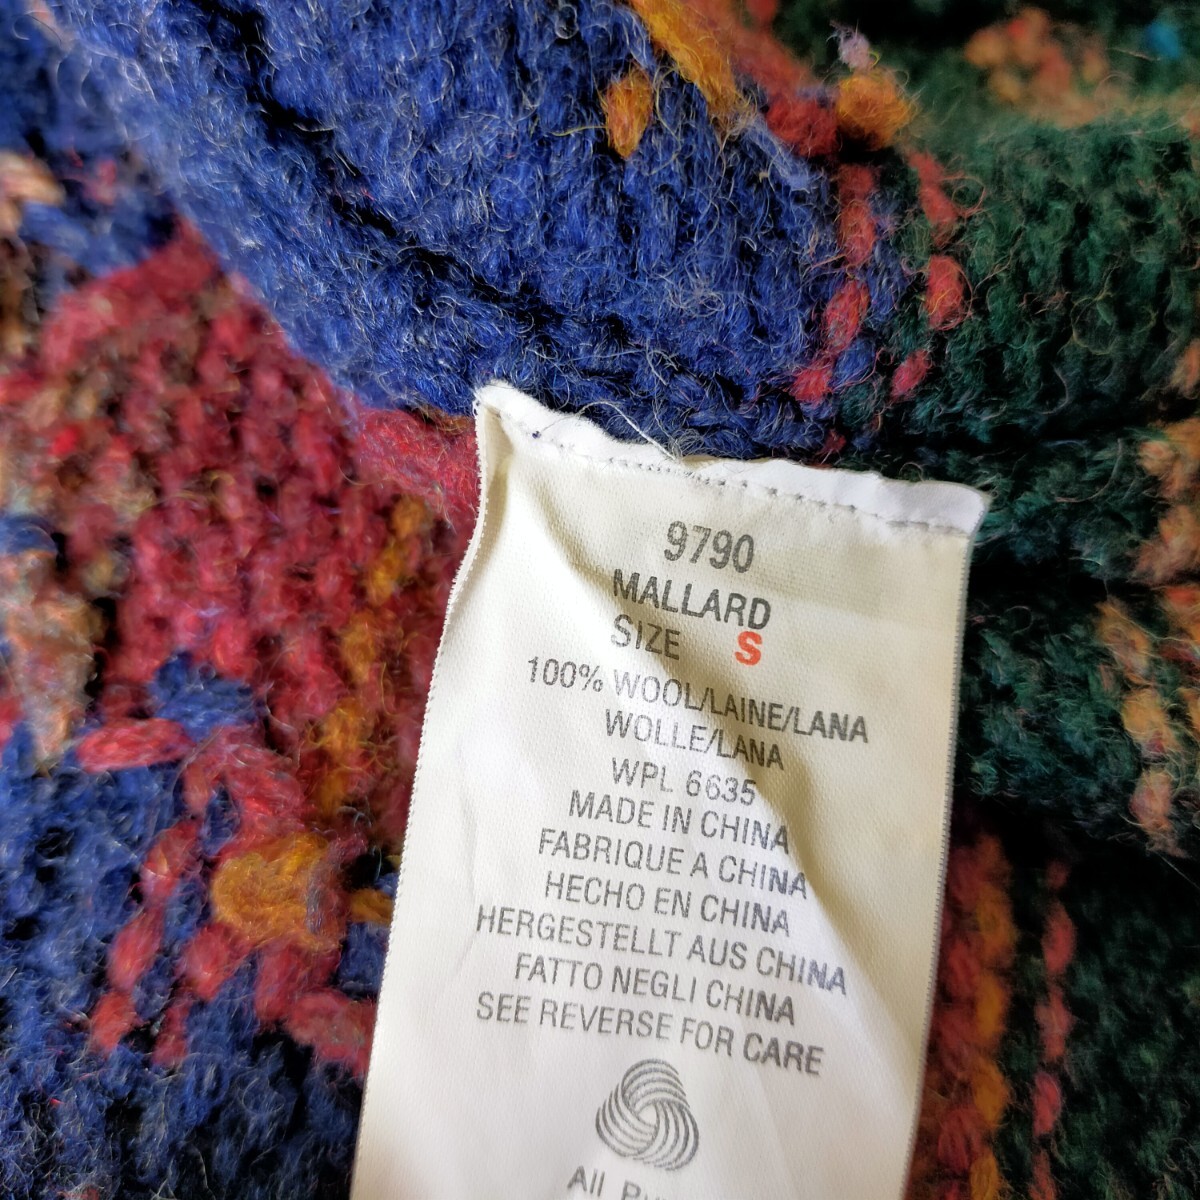 9790
MALLARD
SIZE S
100% WOOL/LAINE/LANA
WOLLE/LANA
WPL 6635
MADE IN CHINA
FABRIQUE A CHINA
HECHO EN CHINA
HERGESTELLT AUS CHINA
FATTO NEGLI CHINA
SEE REVERSE FOR CARE
All